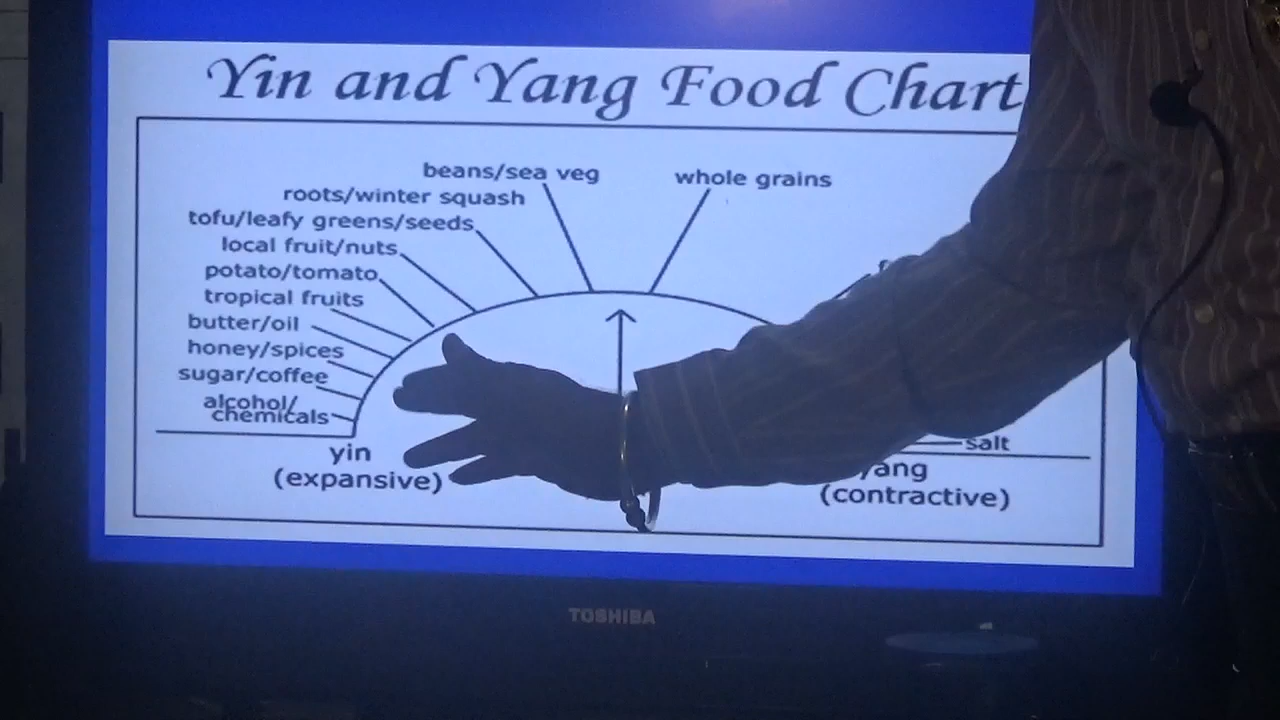 Yin and Yang Food Chart
beans/sea veg
whole grains
roots/winter squash
tofu/leafy greens/seeds
local fruit/nuts
potato/tomato
tropical fruits
butter/oil
honey/spices
sugar/coffee
alcohol/
chemicals
salt
yin
(expansive)
yang
(contractive)
TOSHIBA